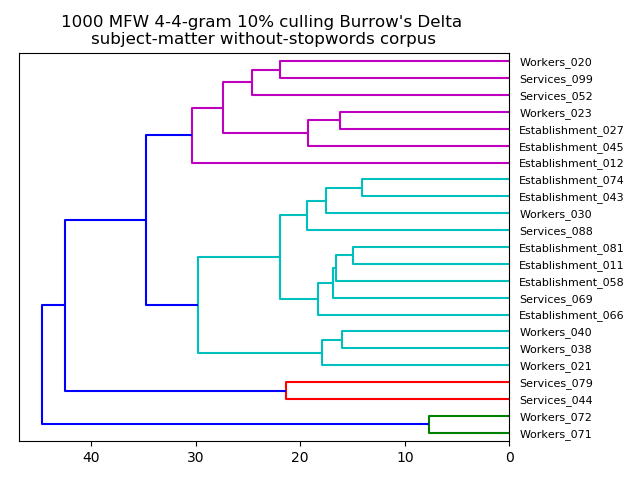 1000 MFW 4-4-gram 10% culling Burrow's Delta
subject-matter without-stopwords corpus
Workers_020
Services_099
Services_052
Workers_023
Establishment_027
Establishment_045
Establishment_012
Establishment_074
Establishment_043
Workers_030
Services_088
Establishment_081
Establishment_011
Establishment_058
Services_069
Establishment_066
Workers_040
Workers_038
Workers_021
Services_079
Services_044
Workers_072
Workers_071
40 30 20 10 0